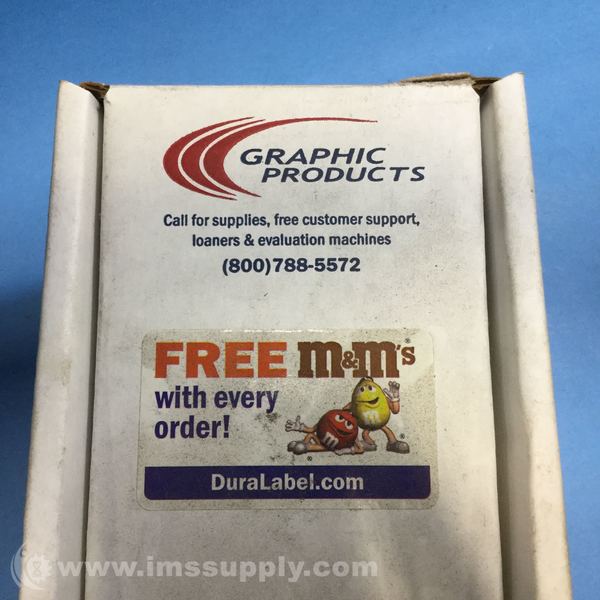 GRAPHIC
PRODUCTS
Call for supplies, free customer support,
loaners & evaluation machines
(800)788-5572
FREE m&m's
with every
order!
DuraLabel.com
www.imssupply.com